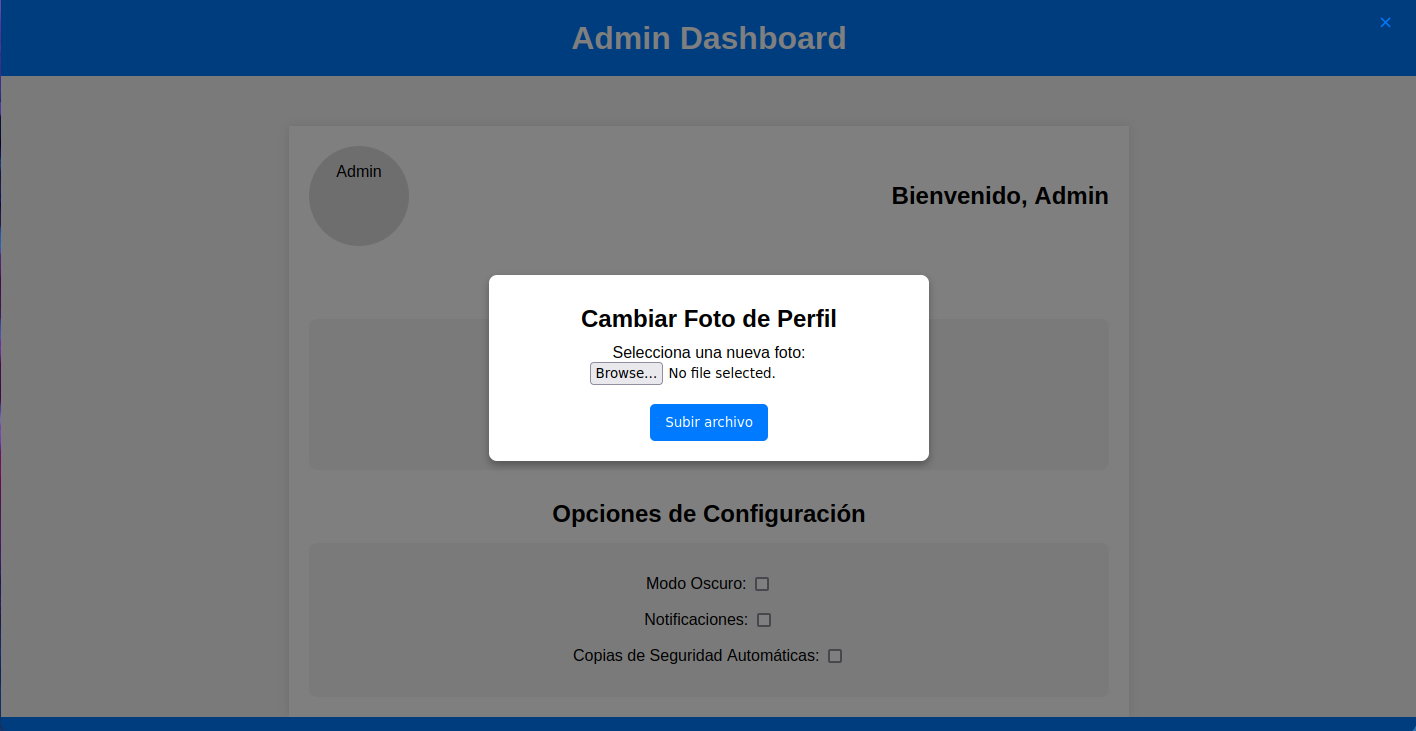 Admin Dashboard
×
Admin
Bienvenido, Admin
Cambiar Foto de Perfil
Selecciona una nueva foto:
Browse... No file selected.
Subir archivo
Opciones de Configuración
Modo Oscuro:
Notificaciones:
Copias de Seguridad Automáticas: